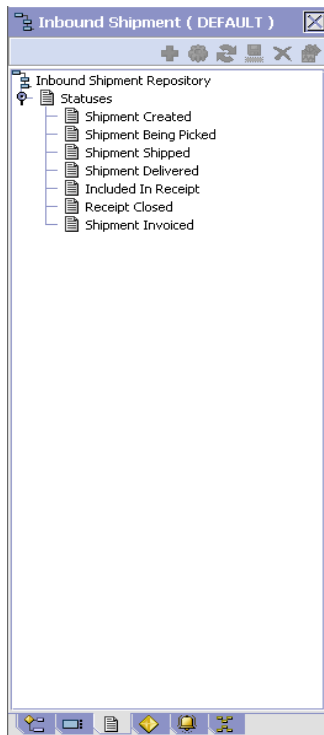 Inbound Shipment ( DEFAULT )
Inbound Shipment Repository
Statuses
Shipment Created
Shipment Being Picked
Shipment Shipped
Shipment Delivered
Included In Receipt
Receipt Closed
Shipment Invoiced